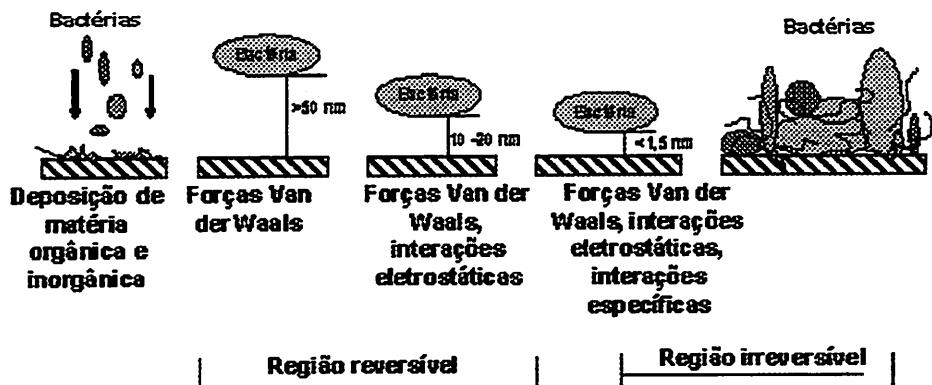 Bactérias
Bactéria
>50 nm
Bactéria
10 -20 nm
Bactéria
<1,5 nm
Bactérias
Deposição de
matéria
orgânica e
inorgânica
Forças Van
der Waals
Forças Van der
Waals,
interações
eletrostáticas
Forças Van der
Waals, interações
eletrostáticas,
interações
específicas
Região reversível
Região irreversível